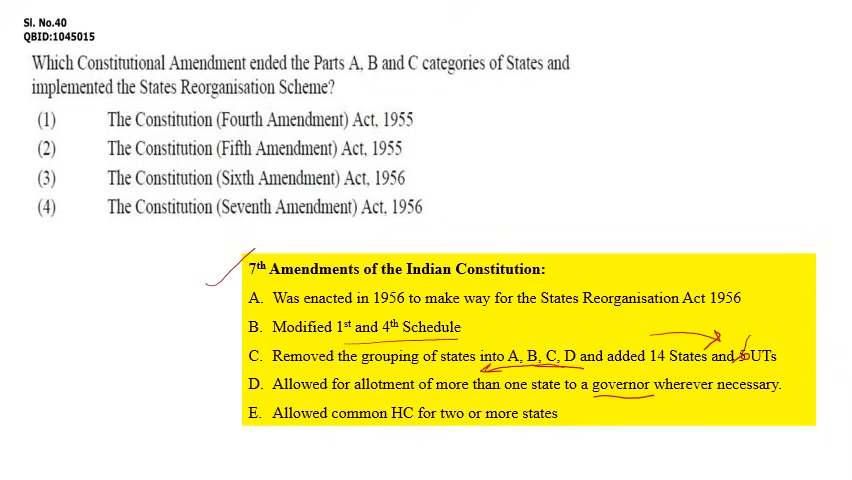 Sl. No.40
QBID:1045015
Which Constitutional Amendment ended the Parts A, B and C categories of States and
implemented the States Reorganisation Scheme?
(1) The Constitution (Fourth Amendment) Act, 1955
(2) The Constitution (Fifth Amendment) Act, 1955
(3) The Constitution (Sixth Amendment) Act, 1956
(4) The Constitution (Seventh Amendment) Act, 1956
7th Amendments of the Indian Constitution:
A. Was enacted in 1956 to make way for the States Reorganisation Act 1956
B. Modified 1st and 4th Schedule
C. Removed the grouping of states into A, B, C, D and added 14 States and UTs
D. Allowed for allotment of more than one state to a governor wherever necessary.
E. Allowed common HC for two or more states